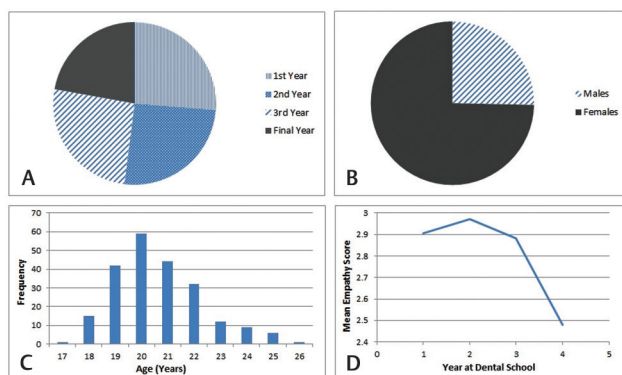 1st Year
2nd Year
3rd Year
Final Year
A
Males
Females
B
70
60
50
40
30
20
10
0
Frequency
17 18 19 20 21 22 23 24 25 26
Age (Years)
C
3
2.9
2.8
2.7
2.6
2.5
2.4
Mean Empathy Score
0 1 2 3 4 5
Year at Dental School
D